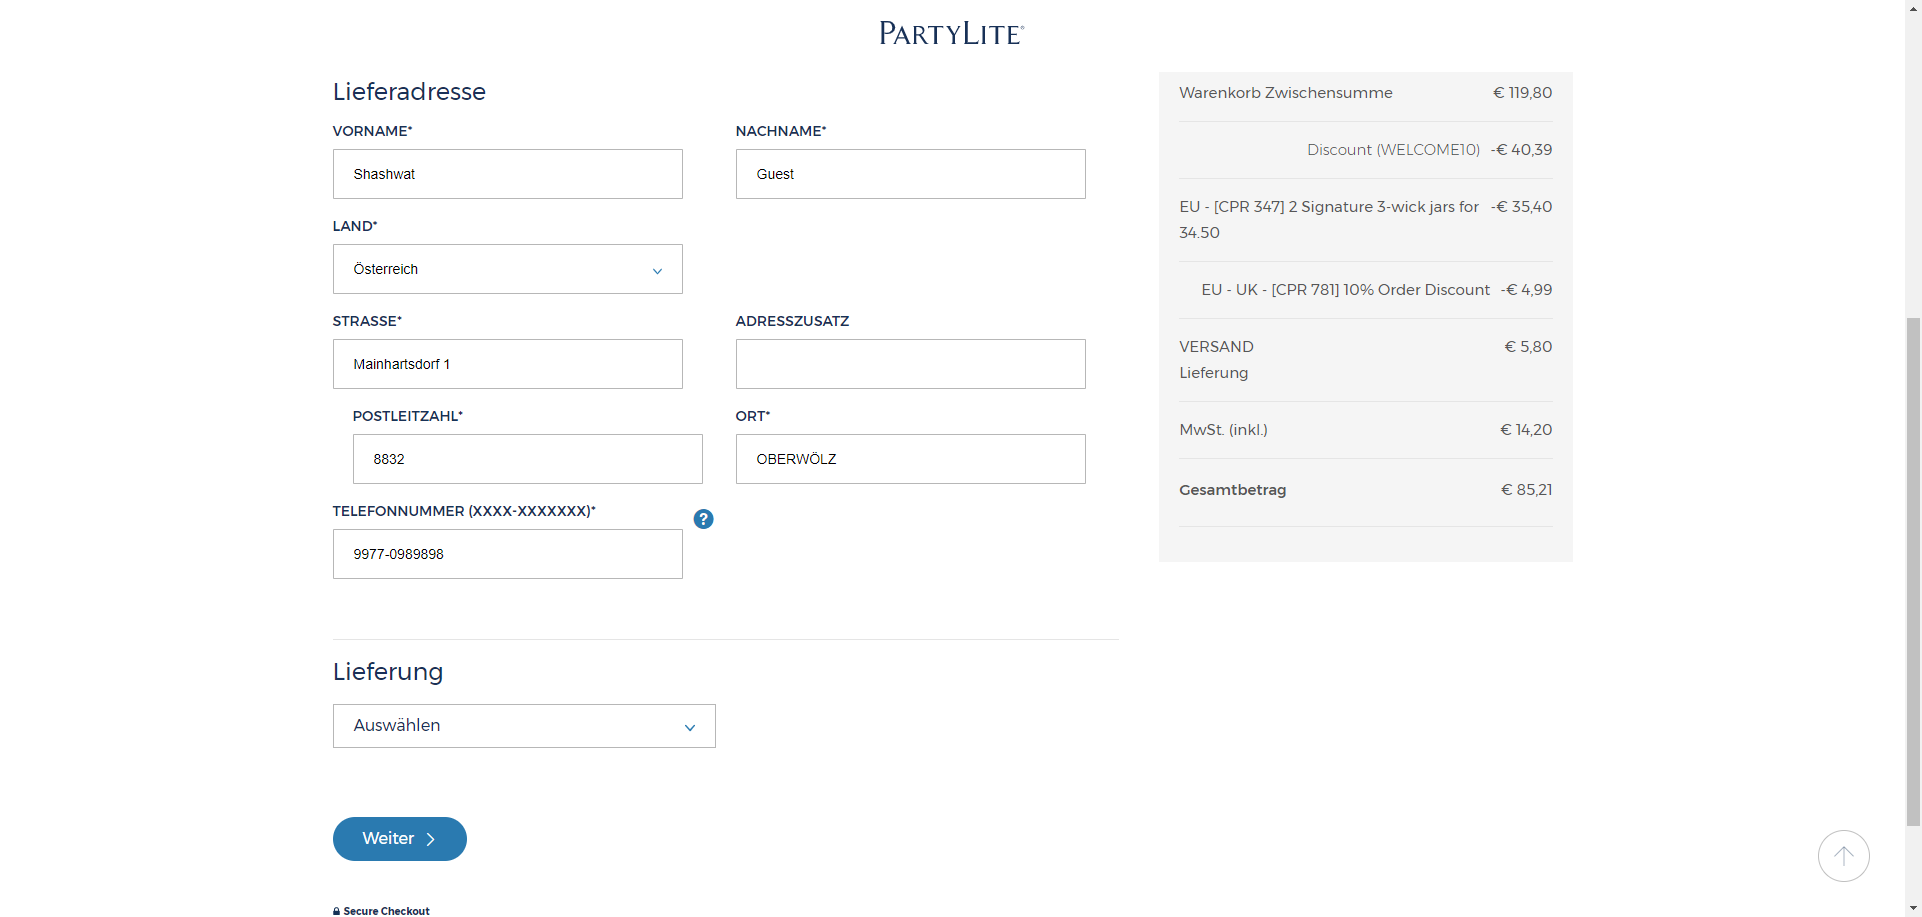 PARTYLITE®
Lieferadresse
VORNAME*
NACHNAME*
Shashwat
Guest
LAND*
Österreich
STRASSE*
ADRESSZUSATZ
Mainhartsdorf 1
POSTLEITZAHL*
ORT*
8832
OBERWÖLZ
TELEFONNUMMER (XXXX-XXXXXXX)*
?
9977-0989898
Lieferung
Auswählen
Weiter
Secure Checkout
Warenkorb Zwischensumme € 119,80
Discount (WELCOME10) -€ 40,39
EU - [CPR 347] 2 Signature 3-wick jars for -€ 35,40
34.50
EU - UK - [CPR 781] 10% Order Discount -€ 4,99
VERSAND € 5,80
Lieferung
MwSt. (inkl.) € 14,20
Gesamtbetrag € 85,21